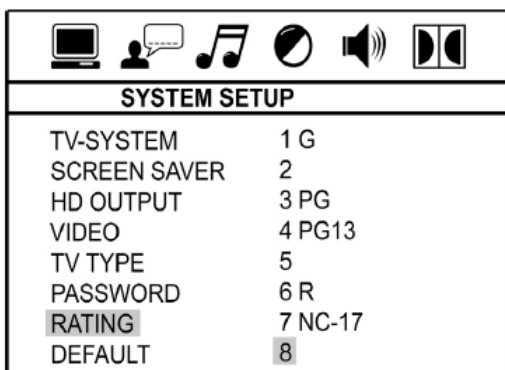 SYSTEM SETUP
TV-SYSTEM 1 G
SCREEN SAVER 2
HD OUTPUT 3 PG
VIDEO 4 PG13
TV TYPE 5
PASSWORD 6 R
RATING 7 NC-17
DEFAULT 8